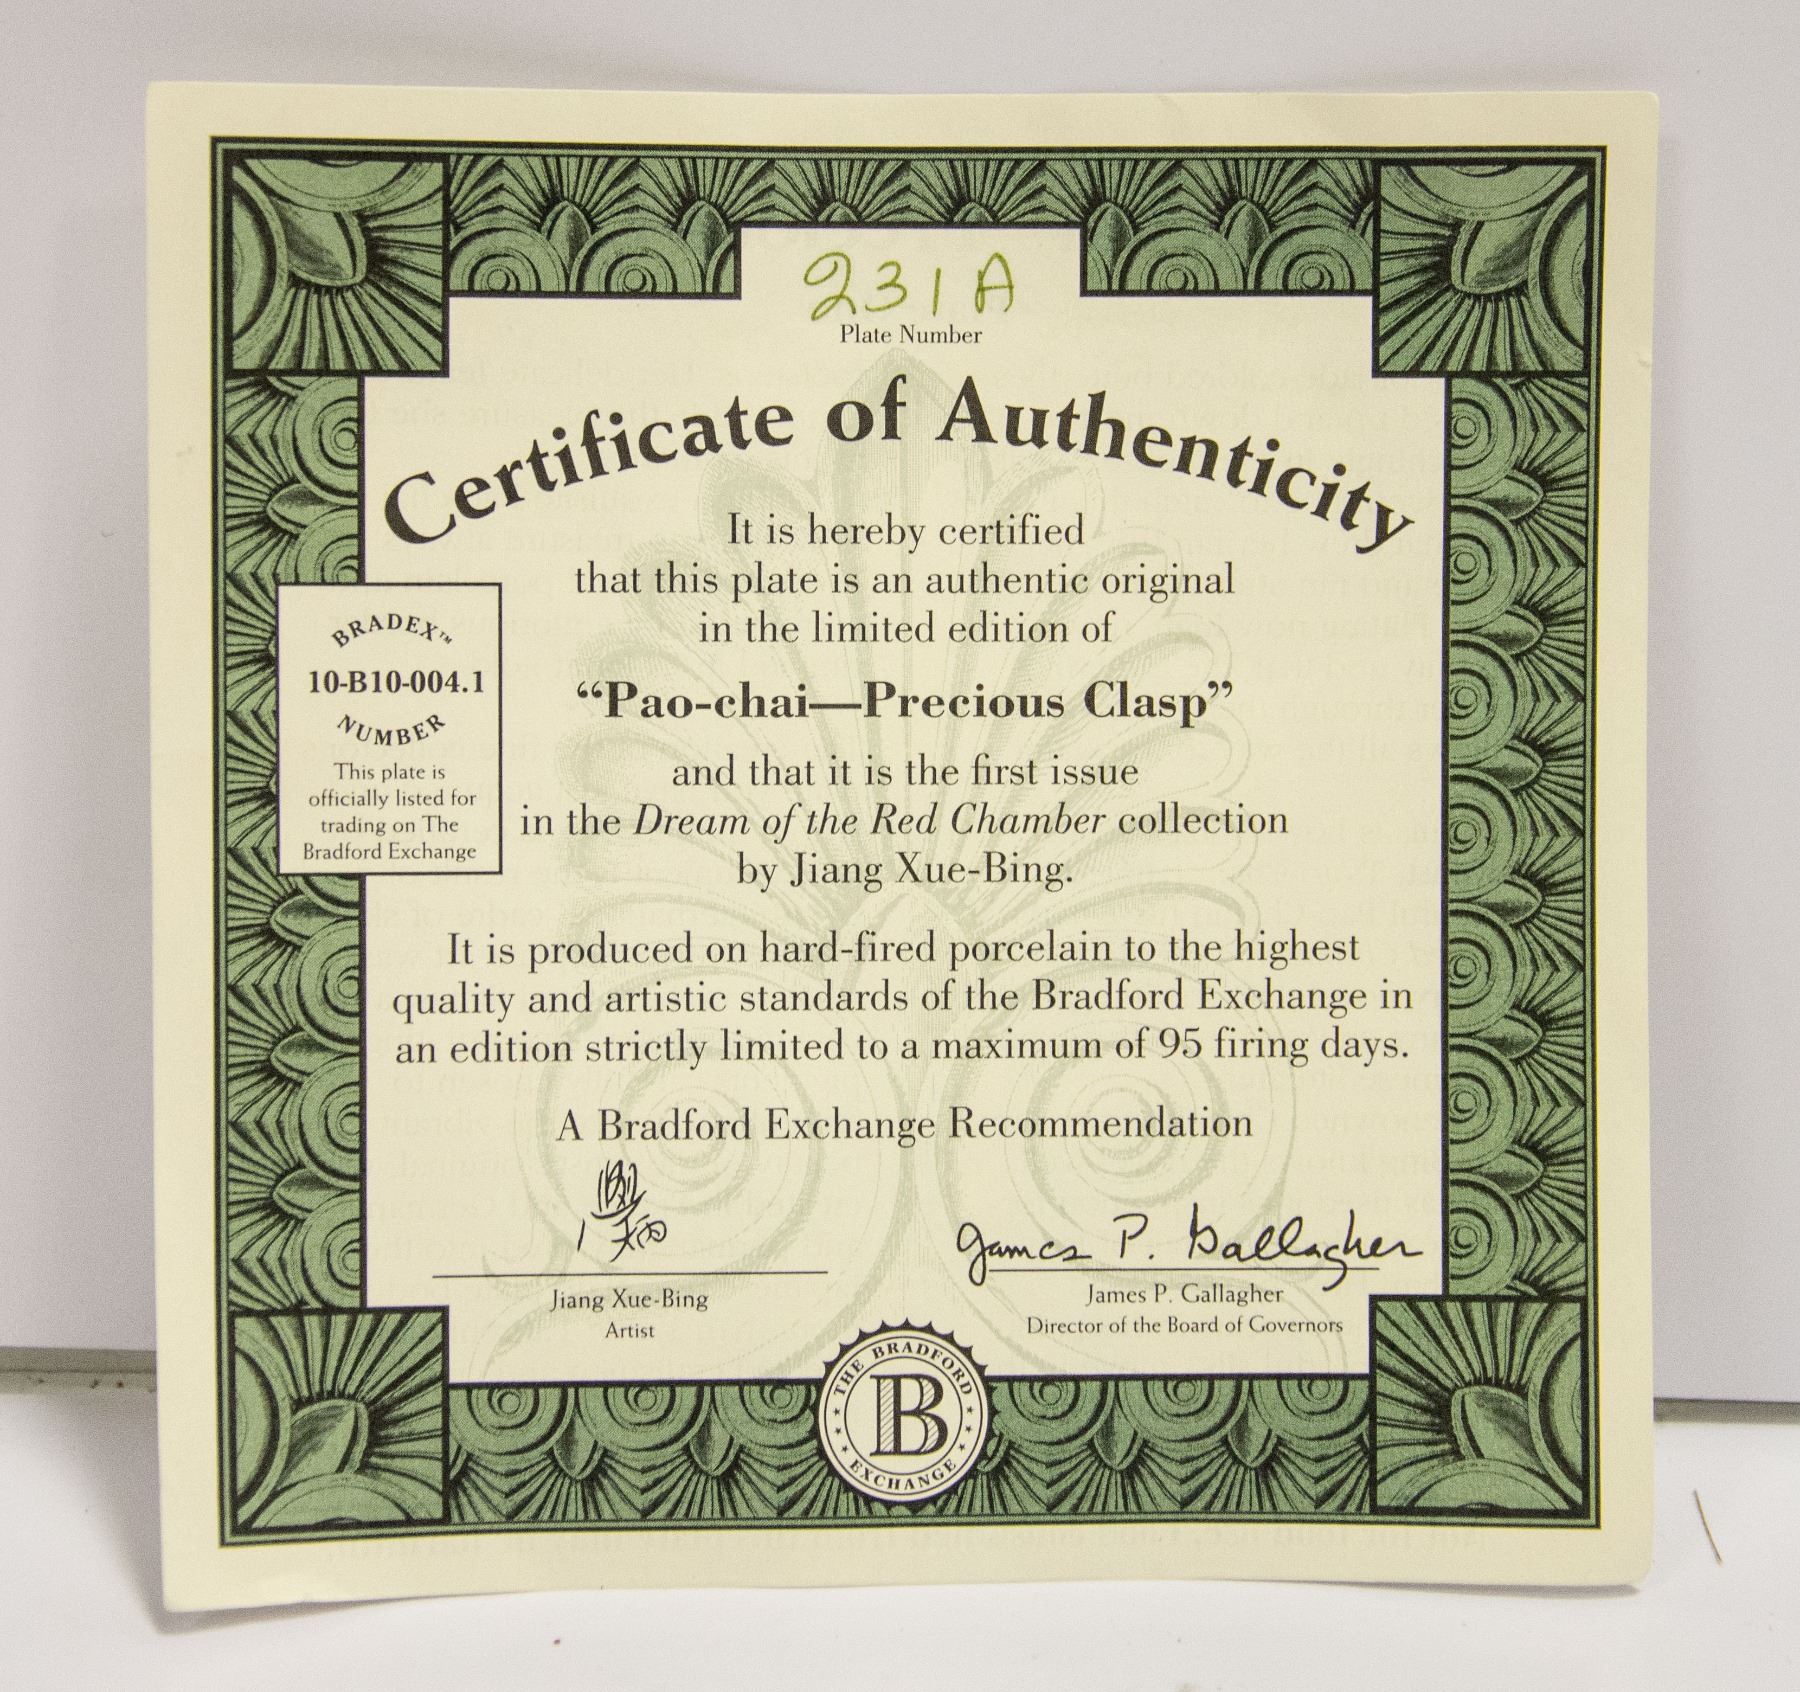 231A
Plate Number
Certificate of Authenticity
It is hereby certified
that this plate is an authentic original
in the limited edition of
“Pao-chai—Precious Clasp”
and that it is the first issue
in the Dream of the Red Chamber collection
by Jiang Xue-Bing.
BRADEX™
10-B10-004.1
NUMBER
This plate is
officially listed for
trading on The
Bradford Exchange
It is produced on hard-fired porcelain to the highest
quality and artistic standards of the Bradford Exchange in
an edition strictly limited to a maximum of 95 firing days.
A Bradford Exchange Recommendation
Jiang Xue-Bing
Artist
James P. Gallagher
James P. Gallagher
Director of the Board of Governors
THE BRADFORD
B
EXCHANGE